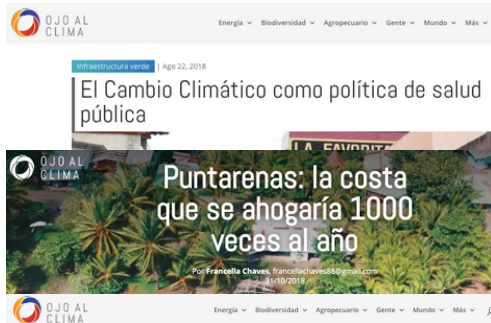 OJO AL
CLIMA
Energía Biodiversidad Agropecuario Gente Mundo Más
Infraestructura verde | Ago 22, 2018
El Cambio Climático como política de salud
pública
LA FAVORITA
OJO AL
CLIMA
Puntarenas: la costa
que se ahogaría 1000
veces al año
Por Francella Chaves, francellachaves88@gmail.com
31/10/2018
OJO AL
CLIMA
Energía Biodiversidad Agropecuario Gente Mundo Más